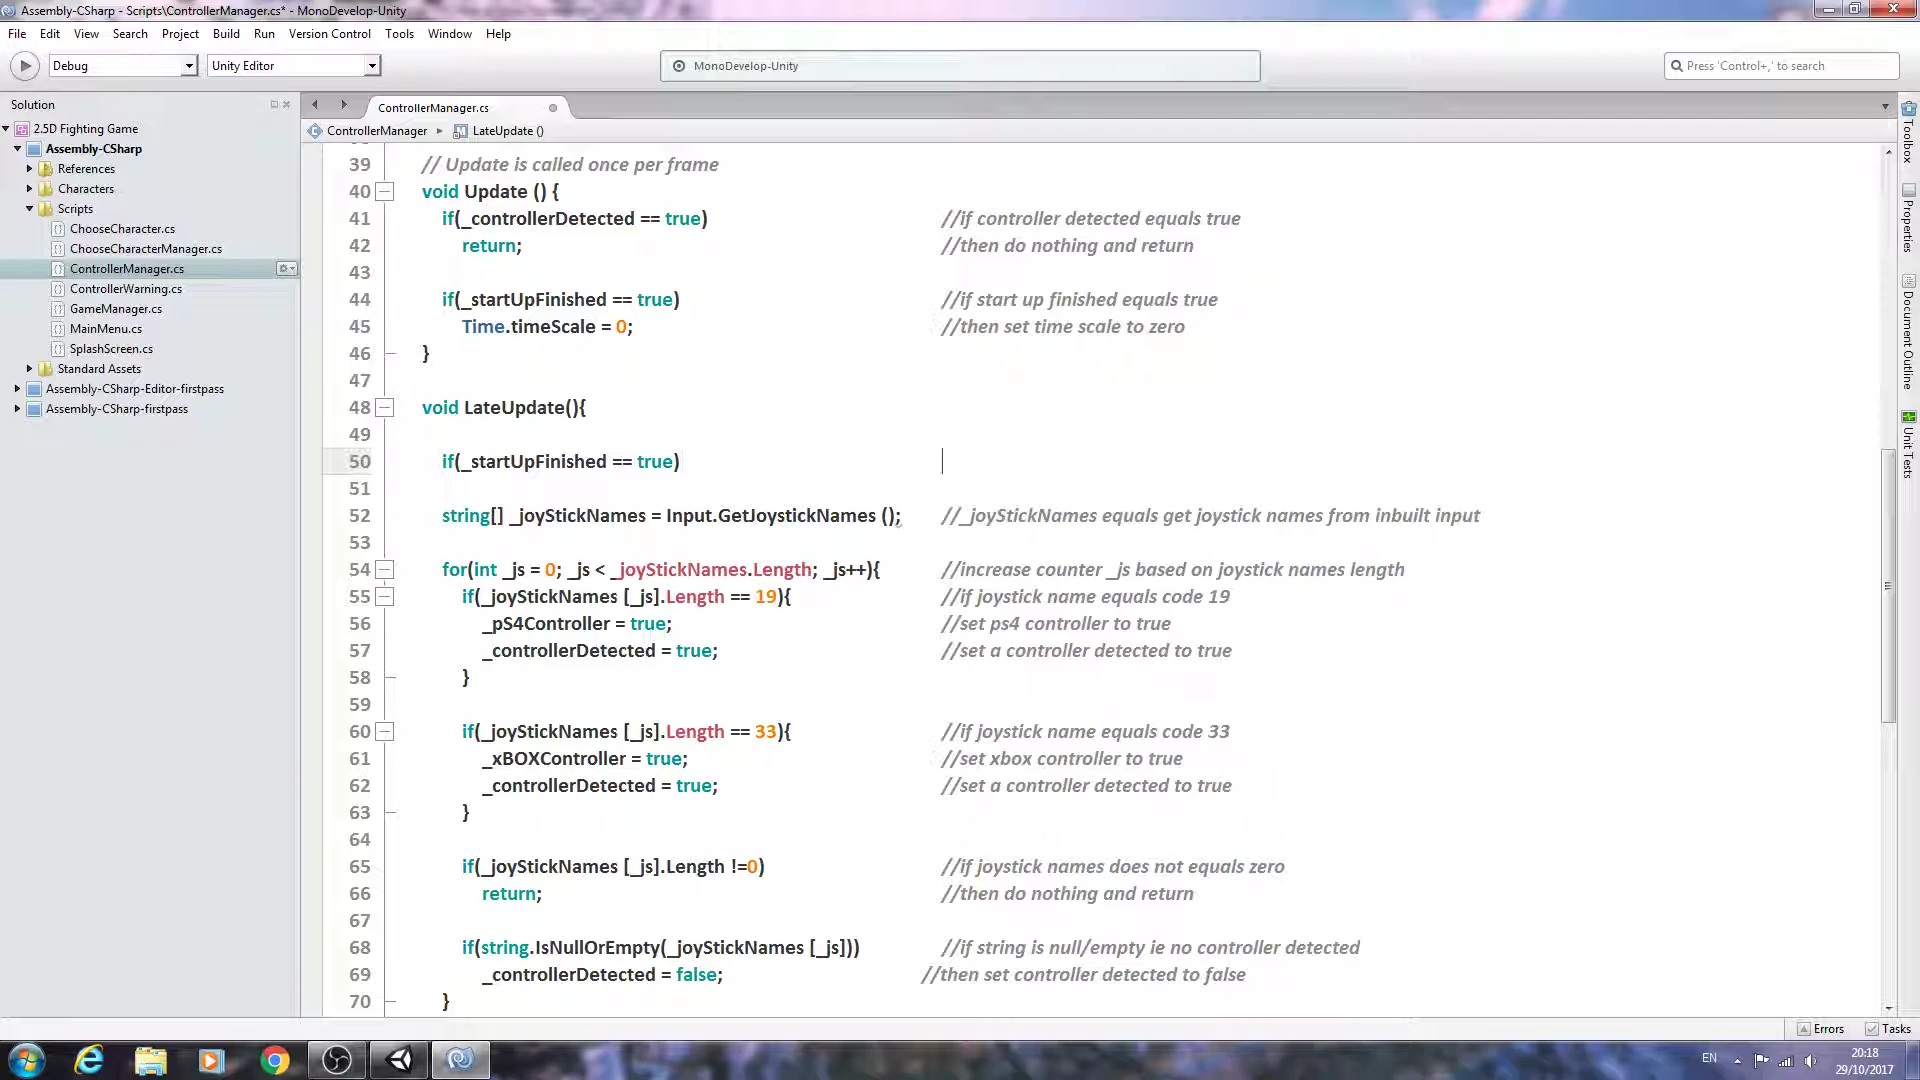 Assembly-CSharp - Scripts\ControllerManager.cs* - MonoDevelop-Unity
File Edit View Search Project Build Run Version Control Tools Window Help
Debug Unity Editor MonoDevelop-Unity Press 'Control+,' to search
Solution
2.5D Fighting Game
Assembly-CSharp
References
Characters
Scripts
ChooseCharacter.cs
ChooseCharacterManager.cs
ControllerManager.cs
ControllerWarning.cs
GameManager.cs
MainMenu.cs
SplashScreen.cs
Standard Assets
Assembly-CSharp-Editor-firstpass
Assembly-CSharp-firstpass
ControllerManager.cs
ControllerManager LateUpdate ()
39 // Update is called once per frame
40 void Update () {
41 if(_controllerDetected == true) //if controller detected equals true
42 return; //then do nothing and return
43
44 if(_startUpFinished == true) //if start up finished equals true
45 Time.timeScale = 0; //then set time scale to zero
46 }
47
48 void LateUpdate(){
49
50 if(_startUpFinished == true)
51
52 string[] _joyStickNames = Input.GetJoystickNames (); //_joyStickNames equals get joystick names from inbuilt input
53
54 for(int _js = 0; _js < _joyStickNames.Length; _js++){ //increase counter _js based on joystick names length
55 if(_joyStickNames [_js].Length == 19){ //if joystick name equals code 19
56 _pS4Controller = true; //set ps4 controller to true
57 _controllerDetected = true; //set a controller detected to true
58 }
59
60 if(_joyStickNames [_js].Length == 33){ //if joystick name equals code 33
61 _xBOXController = true; //set xbox controller to true
62 _controllerDetected = true; //set a controller detected to true
63 }
64
65 if(_joyStickNames [_js].Length !=0) //if joystick names does not equals zero
66 return; //then do nothing and return
67
68 if(string.IsNullOrEmpty(_joyStickNames [_js])) //if string is null/empty ie no controller detected
69 _controllerDetected = false; //then set controller detected to false
70 }
Toolbox
Properties
Document Outline
Unit Tests
Errors Tasks
EN
20:18
29/10/2017